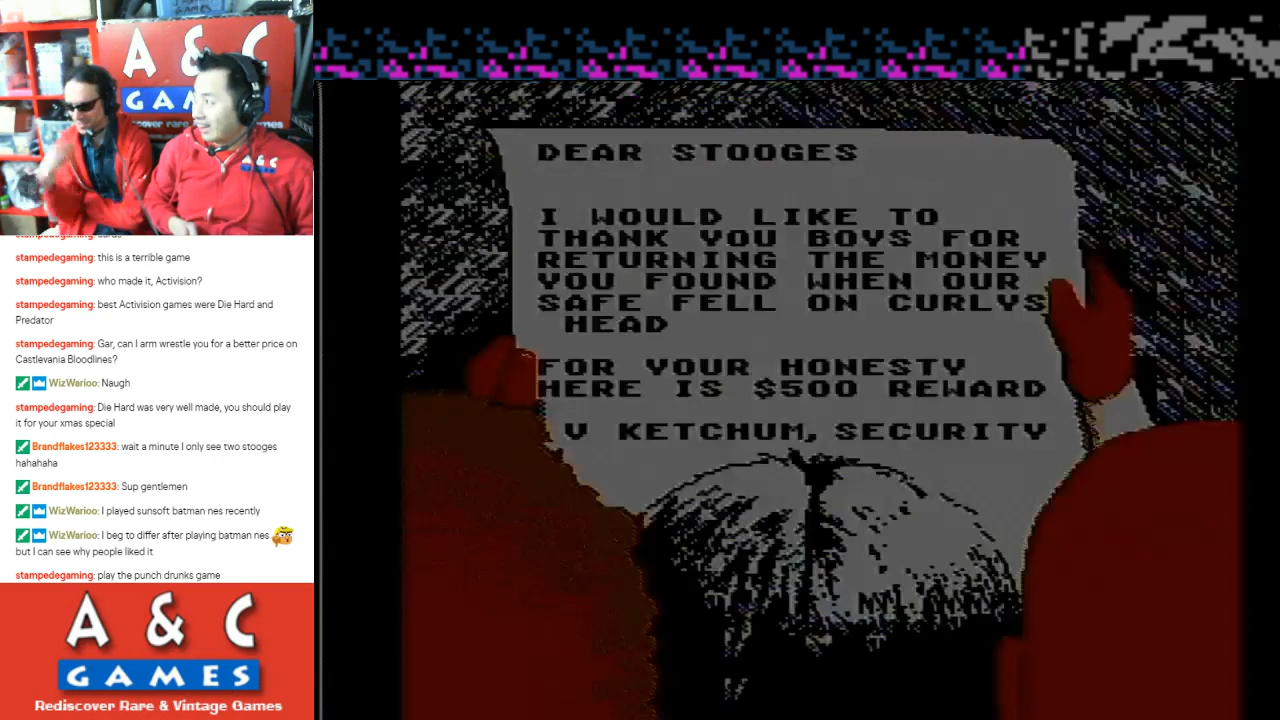 A & C
GAMES
DEAR STOOGES
I WOULD LIKE TO
THANK YOU BOYS FOR
RETURNING THE MONEY
YOU FOUND WHEN OUR
SAFE FELL ON CURLYS
HEAD
FOR YOUR HONESTY
HERE IS $500 REWARD
V KETCHUM, SECURITY
stampedegaming: this is a terrible game
stampedegaming: who made it, Activision?
stampedegaming: best Activision games were Die Hard and
Predator
stampedegaming: Gar, can I arm wrestle you for a better price on
Castlevania Bloodlines?
WizWarioo: Naugh
stampedegaming: Die Hard was very well made, you should play
it for your xmas special
Brandflakes123333: wait a minute I only see two stooges
hahahaha
Brandflakes123333: Sup gentlemen
WizWarioo: I played sunsoft batman nes recently
WizWarioo: I beg to differ after playing batman nes
but I can see why people liked it
stampedegaming: play the punch drunks game
A & C
GAMES
Rediscover Rare & Vintage Games